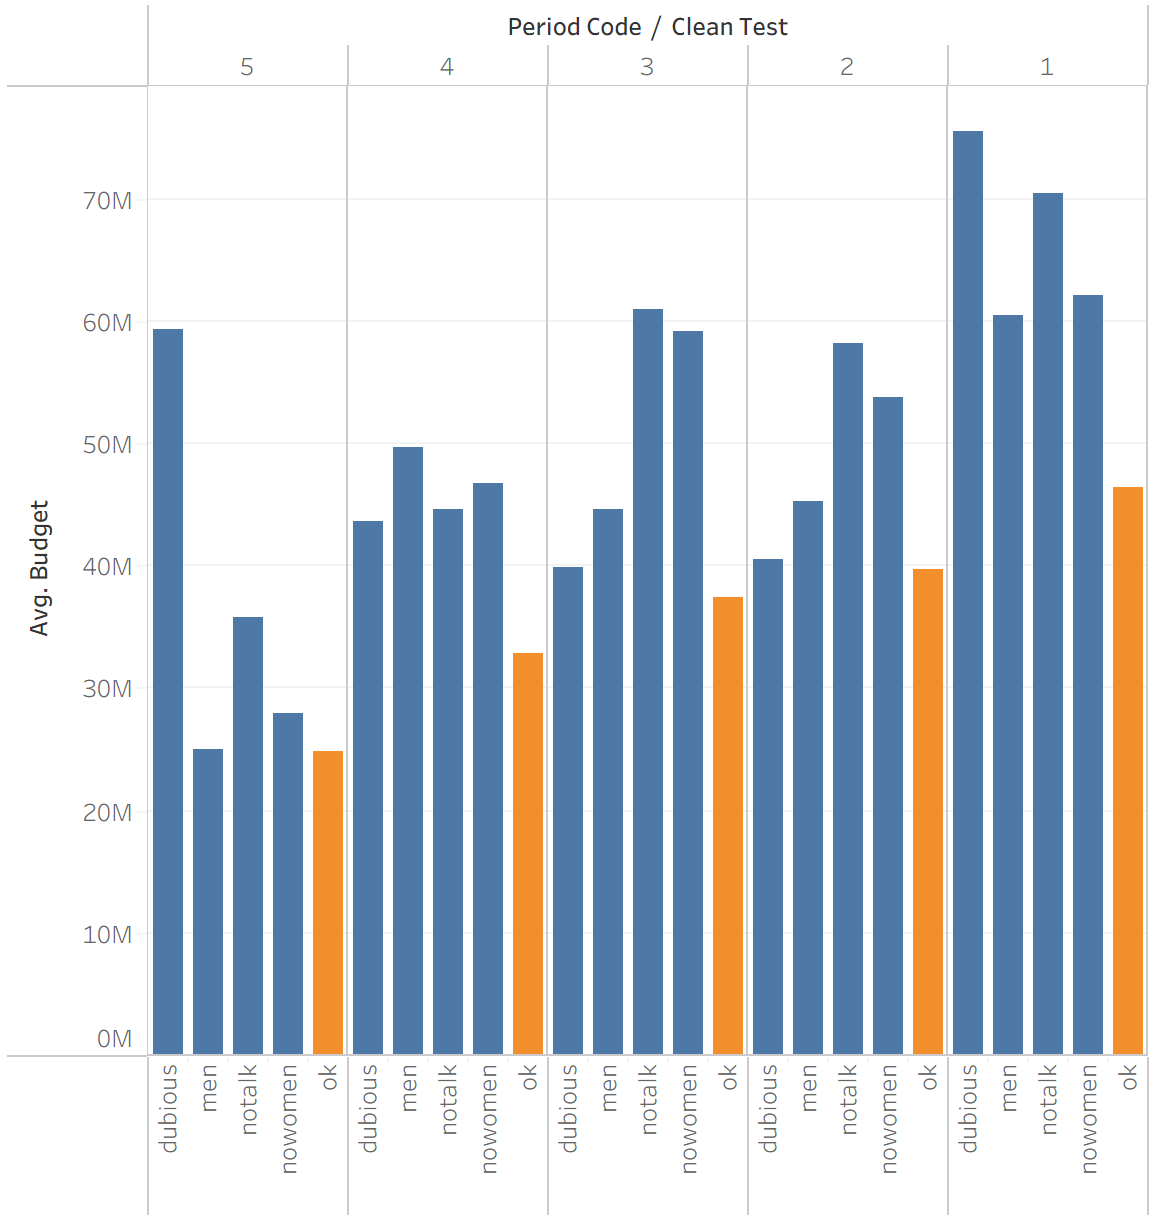 Period Code / Clean Test
5 4 3 2 1
Avg. Budget
70M
60M
50M
40M
30M
20M
10M
0M
dubious men notalk nowomen ok dubious men notalk nowomen ok dubious men notalk nowomen ok dubious men notalk nowomen ok dubious men notalk nowomen ok